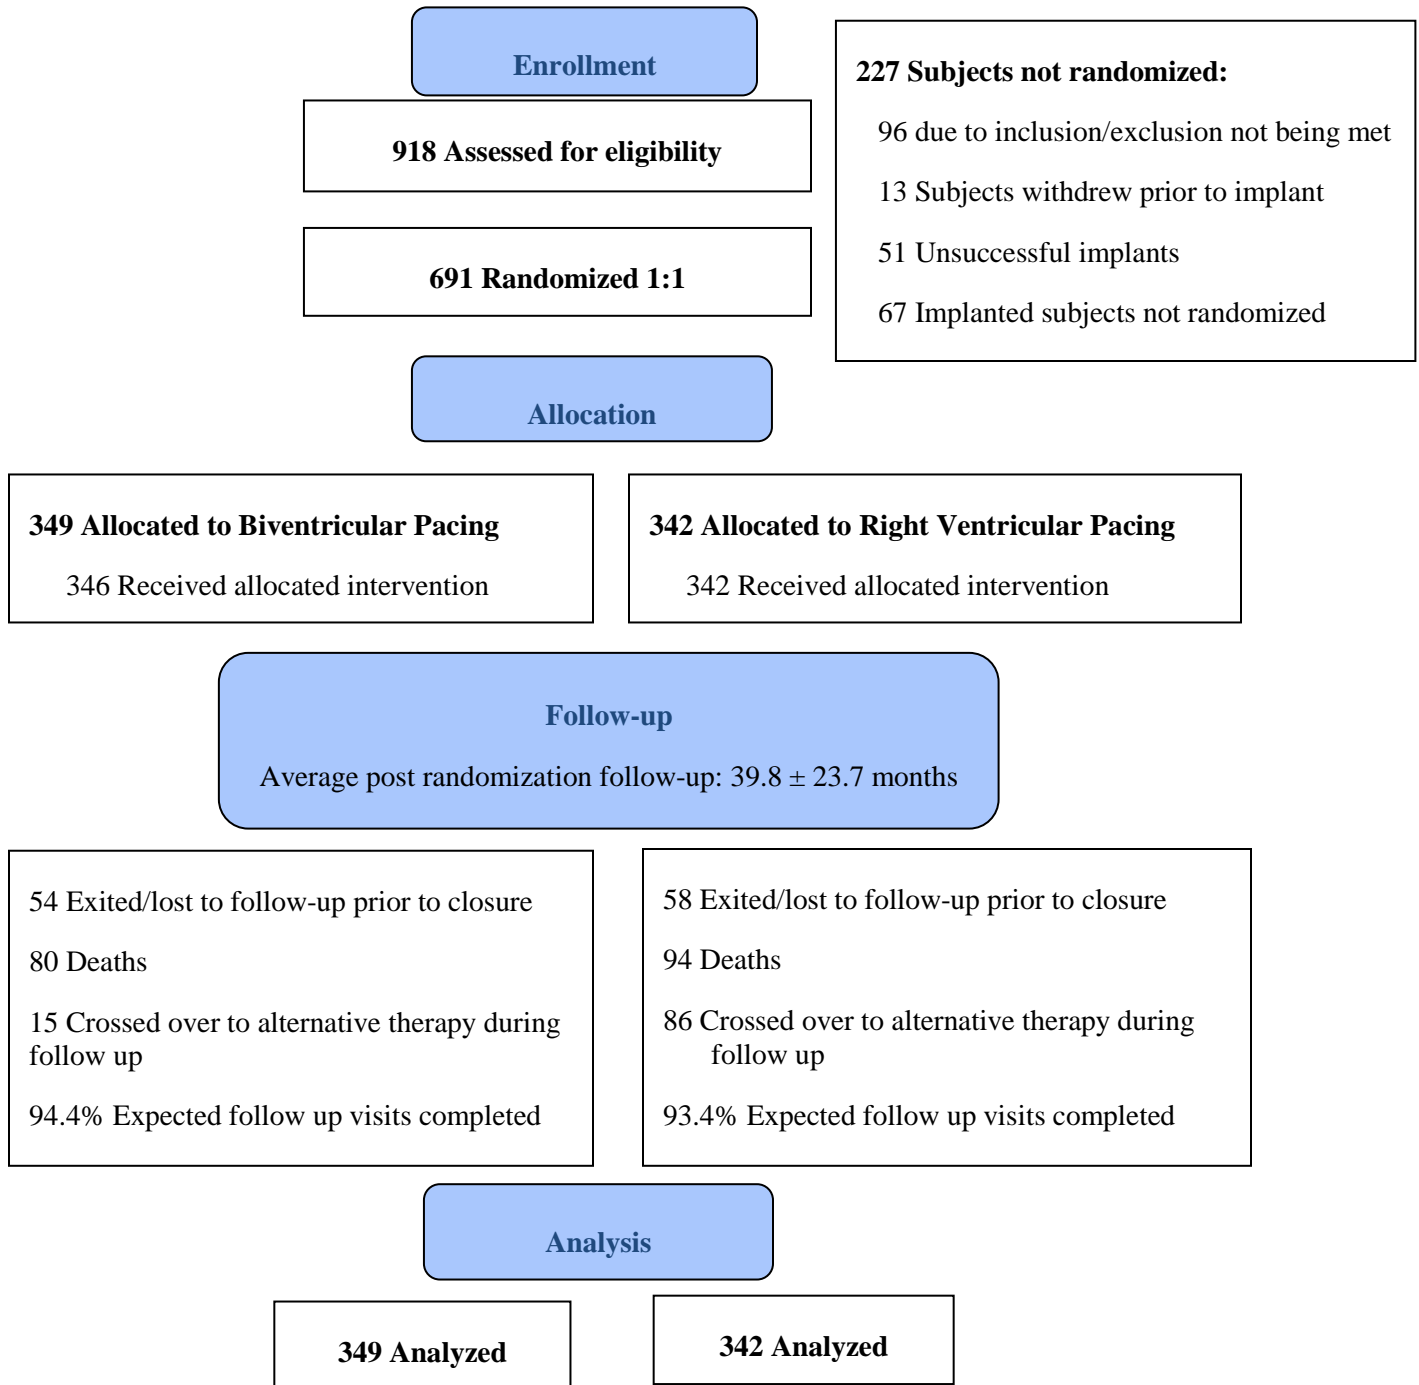 Enrollment
918 Assessed for eligibility
691 Randomized 1:1
227 Subjects not randomized:
96 due to inclusion/exclusion not being met
13 Subjects withdrew prior to implant
51 Unsuccessful implants
67 Implanted subjects not randomized
Allocation
349 Allocated to Biventricular Pacing
346 Received allocated intervention
342 Allocated to Right Ventricular Pacing
342 Received allocated intervention
Follow-up
Average post randomization follow-up: 39.8 ± 23.7 months
54 Exited/lost to follow-up prior to closure
80 Deaths
15 Crossed over to alternative therapy during
follow up
94.4% Expected follow up visits completed
58 Exited/lost to follow-up prior to closure
94 Deaths
86 Crossed over to alternative therapy during
follow up
93.4% Expected follow up visits completed
Analysis
349 Analyzed
342 Analyzed